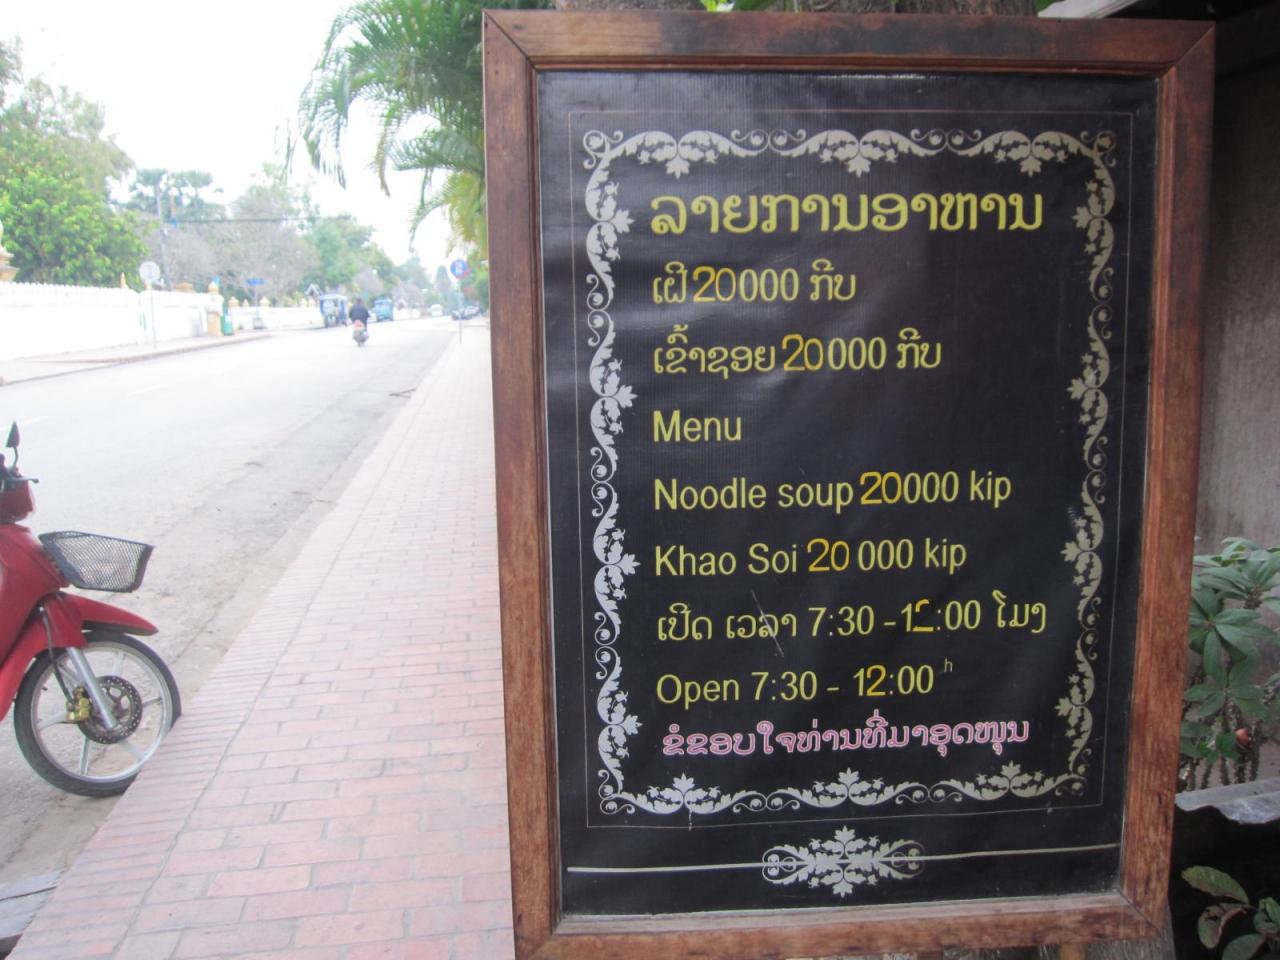 ລາຍການອາຫານ
ເຝີ 20000 ກີບ
ເຂົ້າຊອຍ 20000 ກີບ
Menu
Noodle soup 20000 kip
Khao Soi 20 000 kip
ເປີດ ເວລາ 7:30 - 12:00 ໂມງ
Open 7:30 - 12:00 h
ຂໍຂອບໃຈທ່ານທີ່ມາອຸດໜຸນ